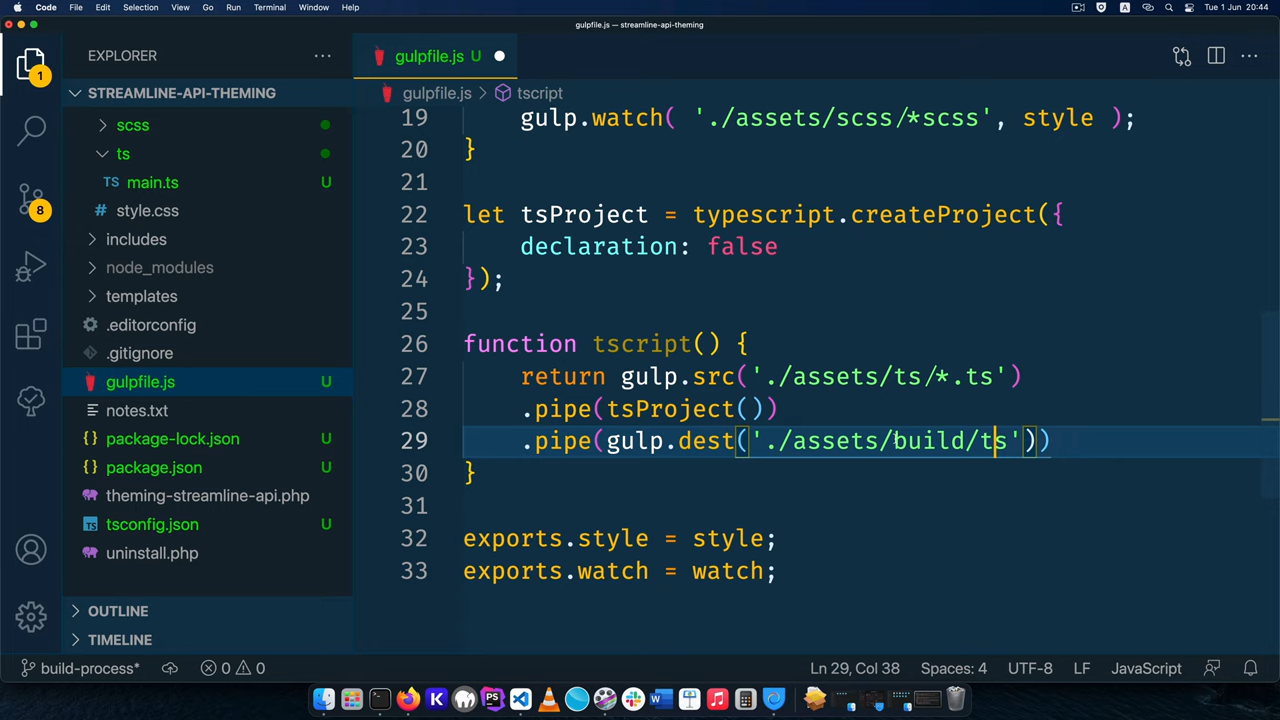 Code File Edit Selection View Go Run Terminal Window Help A Tue 1 Jun 20:44
gulpfile.js — streamline-api-theming
EXPLORER
gulpfile.js U
STREAMLINE-API-THEMING
gulpfile.js > tscript
1
scss
ts
TS main.ts U
# style.css
includes
node_modules
templates
.editorconfig
.gitignore
gulpfile.js U
notes.txt
package-lock.json U
package.json U
theming-streamline-api.php
TS tsconfig.json U
uninstall.php
OUTLINE
TIMELINE
8
19 gulp.watch( './assets/scss/*scss', style );
20 }
21
22 let tsProject = typescript.createProject({
23 declaration: false
24 });
25
26 function tscript() {
27 return gulp.src('./assets/ts/*.ts')
28 .pipe(tsProject())
29 .pipe(gulp.dest('./assets/build/ts'))
30 }
31
32 exports.style = style;
33 exports.watch = watch;
build-process* 0 0 Ln 29, Col 38 Spaces: 4 UTF-8 LF JavaScript
K PS W